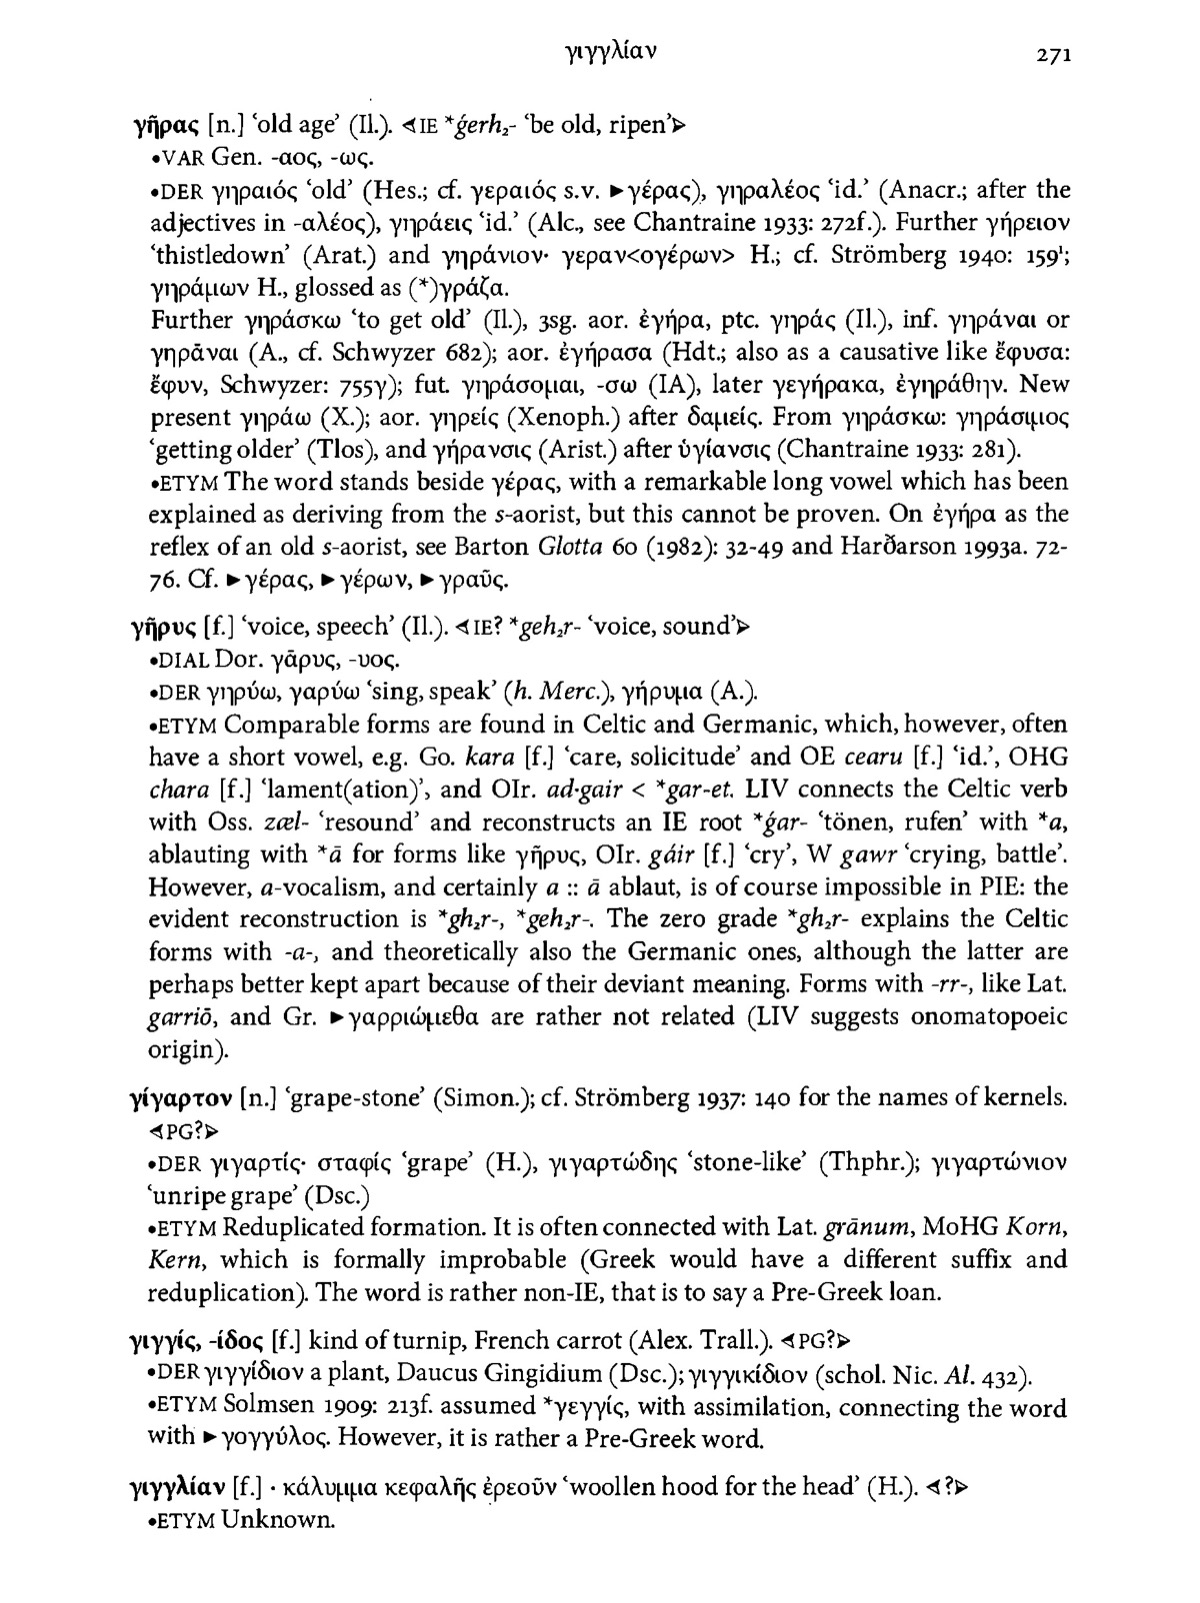 γιγγλίαν 271
γῆρας [n.] ‘old age’ (Il.). ⊲IE *ǵerh₂- ‘be old, ripen’⊳
•VAR Gen. -αος, -ως.
•DER γηραιός ‘old’ (Hes.; cf. γεραιός s.v. ►γέρας), γηραλέος ‘id.’ (Anacr.; after the
adjectives in -αλέος), γηράεις ‘id.’ (Alc., see Chantraine 1933: 272f.). Further γήρειον
‘thistledown’ (Arat.) and γηράνιον· γεραν<ογέρων> H.; cf. Strömberg 1940: 159¹;
γηράμων H., glossed as (*)γράζα.
Further γηράσκω ‘to get old’ (Il.), 3sg. aor. ἐγήρα, ptc. γηράς (Il.), inf. γηράναι or
γηρᾶναι (A., cf. Schwyzer 682); aor. ἐγήρασα (Hdt.; also as a causative like ἔφυσα:
ἔφυν, Schwyzer: 755γ); fut. γηράσομαι, -σω (IA), later γεγήρακα, ἐγηράθην. New
present γηράω (X.); aor. γηρείς (Xenoph.) after δαμείς. From γηράσκω: γηράσιμος
‘getting older’ (Tlos), and γήρανσις (Arist.) after ὑγίανσις (Chantraine 1933: 281).
•ETYM The word stands beside γέρας, with a remarkable long vowel which has been
explained as deriving from the s-aorist, but this cannot be proven. On ἐγήρα as the
reflex of an old s-aorist, see Barton Glotta 60 (1982): 32-49 and Harðarson 1993a. 72-
76. Cf. ►γέρας, ►γέρων, ►γραῦς.
γῆρυς [f.] ‘voice, speech’ (Il.). ⊲IE? *geh₂r- ‘voice, sound’⊳
•DIAL Dor. γᾶρυς, -υος.
•DER γηρύω, γαρύω ‘sing, speak’ (h. Merc.), γήρυμα (A.).
•ETYM Comparable forms are found in Celtic and Germanic, which, however, often
have a short vowel, e.g. Go. kara [f.] ‘care, solicitude’ and OE cearu [f.] ‘id.’, OHG
chara [f.] ‘lament(ation)’, and OIr. ad·gair < *gar-et. LIV connects the Celtic verb
with Oss. zæl- ‘resound’ and reconstructs an IE root *ǵar- ‘tönen, rufen’ with *a,
ablauting with *ā for forms like γῆρυς, OIr. gáir [f.] ‘cry’, W gawr ‘crying, battle’.
However, a-vocalism, and certainly a :: ā ablaut, is of course impossible in PIE: the
evident reconstruction is *gh₂r-, *geh₂r-. The zero grade *gh₂r- explains the Celtic
forms with -a-, and theoretically also the Germanic ones, although the latter are
perhaps better kept apart because of their deviant meaning. Forms with -rr-, like Lat.
garriō, and Gr. ►γαρριώμεθα are rather not related (LIV suggests onomatopoeic
origin).
γίγαρτον [n.] ‘grape-stone’ (Simon.); cf. Strömberg 1937: 140 for the names of kernels.
⊲PG?⊳
•DER γιγαρτίς· σταφίς ‘grape’ (H.), γιγαρτώδης ‘stone-like’ (Thphr.); γιγαρτώνιον
‘unripe grape’ (Dsc.)
•ETYM Reduplicated formation. It is often connected with Lat. grānum, MoHG Korn,
Kern, which is formally improbable (Greek would have a different suffix and
reduplication). The word is rather non-IE, that is to say a Pre-Greek loan.
γιγγίς, -ίδος [f.] kind of turnip, French carrot (Alex. Trall.). ⊲PG?⊳
•DER γιγγίδιον a plant, Daucus Gingidium (Dsc.); γιγγικίδιον (schol. Nic. Al. 432).
•ETYM Solmsen 1909: 213f. assumed *γεγγίς, with assimilation, connecting the word
with ►γογγύλος. However, it is rather a Pre-Greek word.
γιγγλίαν [f.] · κάλυμμα κεφαλῆς ἐρεοῦν ‘woollen hood for the head’ (H.). ⊲?⊳
•ETYM Unknown.